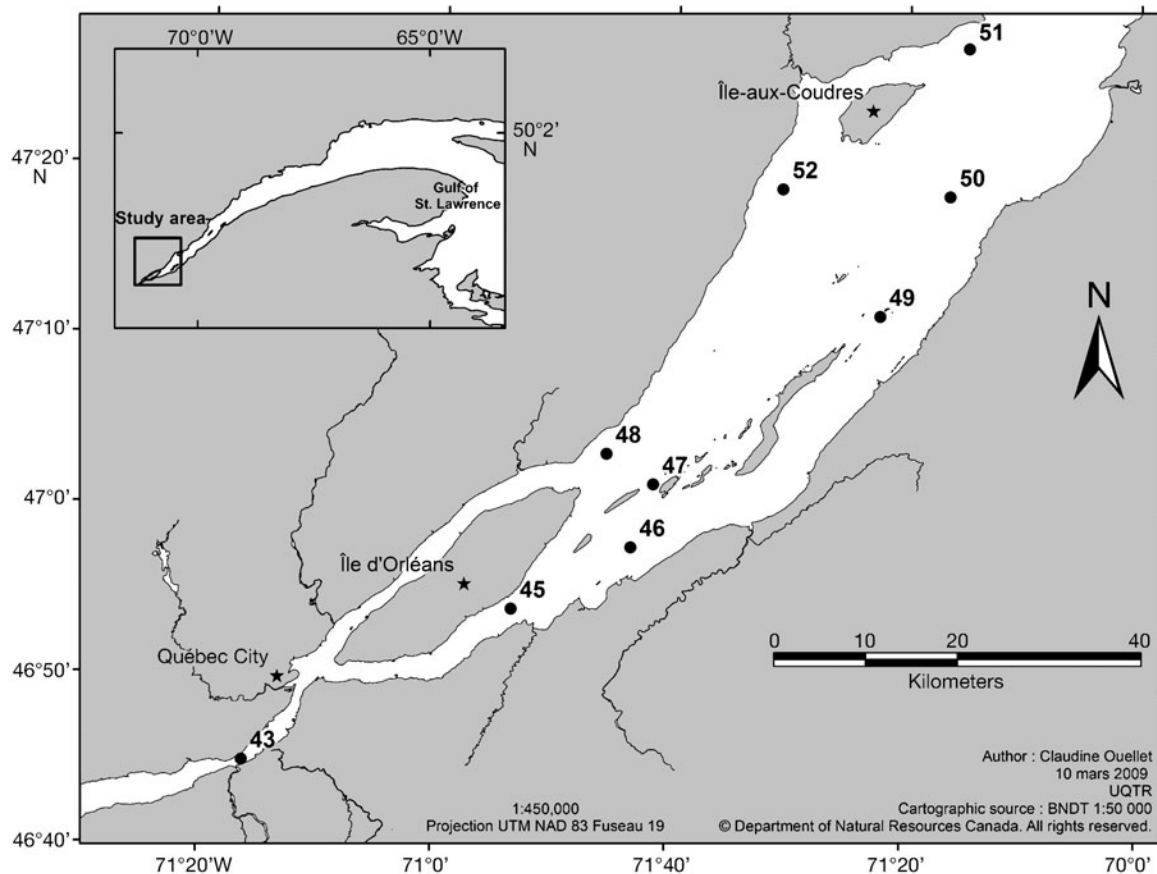 70°0'W
65°0'W
50°2'
N
Gulf of
St. Lawrence
Study area
51
Île-aux-Coudres
47°20'
N
52
50
47°10'
49
N
48
47
47°0'
46
Île d'Orléans
45
Québec City
46°50'
0 10 20 40
Kilometers
43
Author : Claudine Ouellet
10 mars 2009
UQTR
1:450,000
Cartographic source : BNDT 1:50 000
Projection UTM NAD 83 Fuseau 19
© Department of Natural Resources Canada. All rights reserved.
46°40'
71°20'W
71°0'
71°40'
71°20'
70°0'